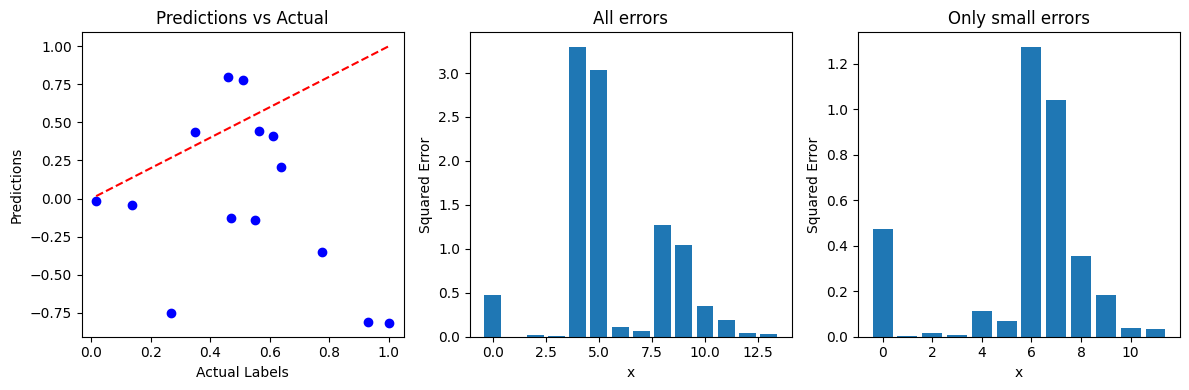 Predictions vs Actual
1.00
0.75
0.50
0.25
0.00
−0.25
−0.50
−0.75
Predictions
0.0 0.2 0.4 0.6 0.8 1.0
Actual Labels
All errors
3.0
2.5
2.0
1.5
1.0
0.5
0.0
Squared Error
0.0 2.5 5.0 7.5 10.0 12.5
x
Only small errors
1.2
1.0
0.8
0.6
0.4
0.2
0.0
Squared Error
0 2 4 6 8 10
x